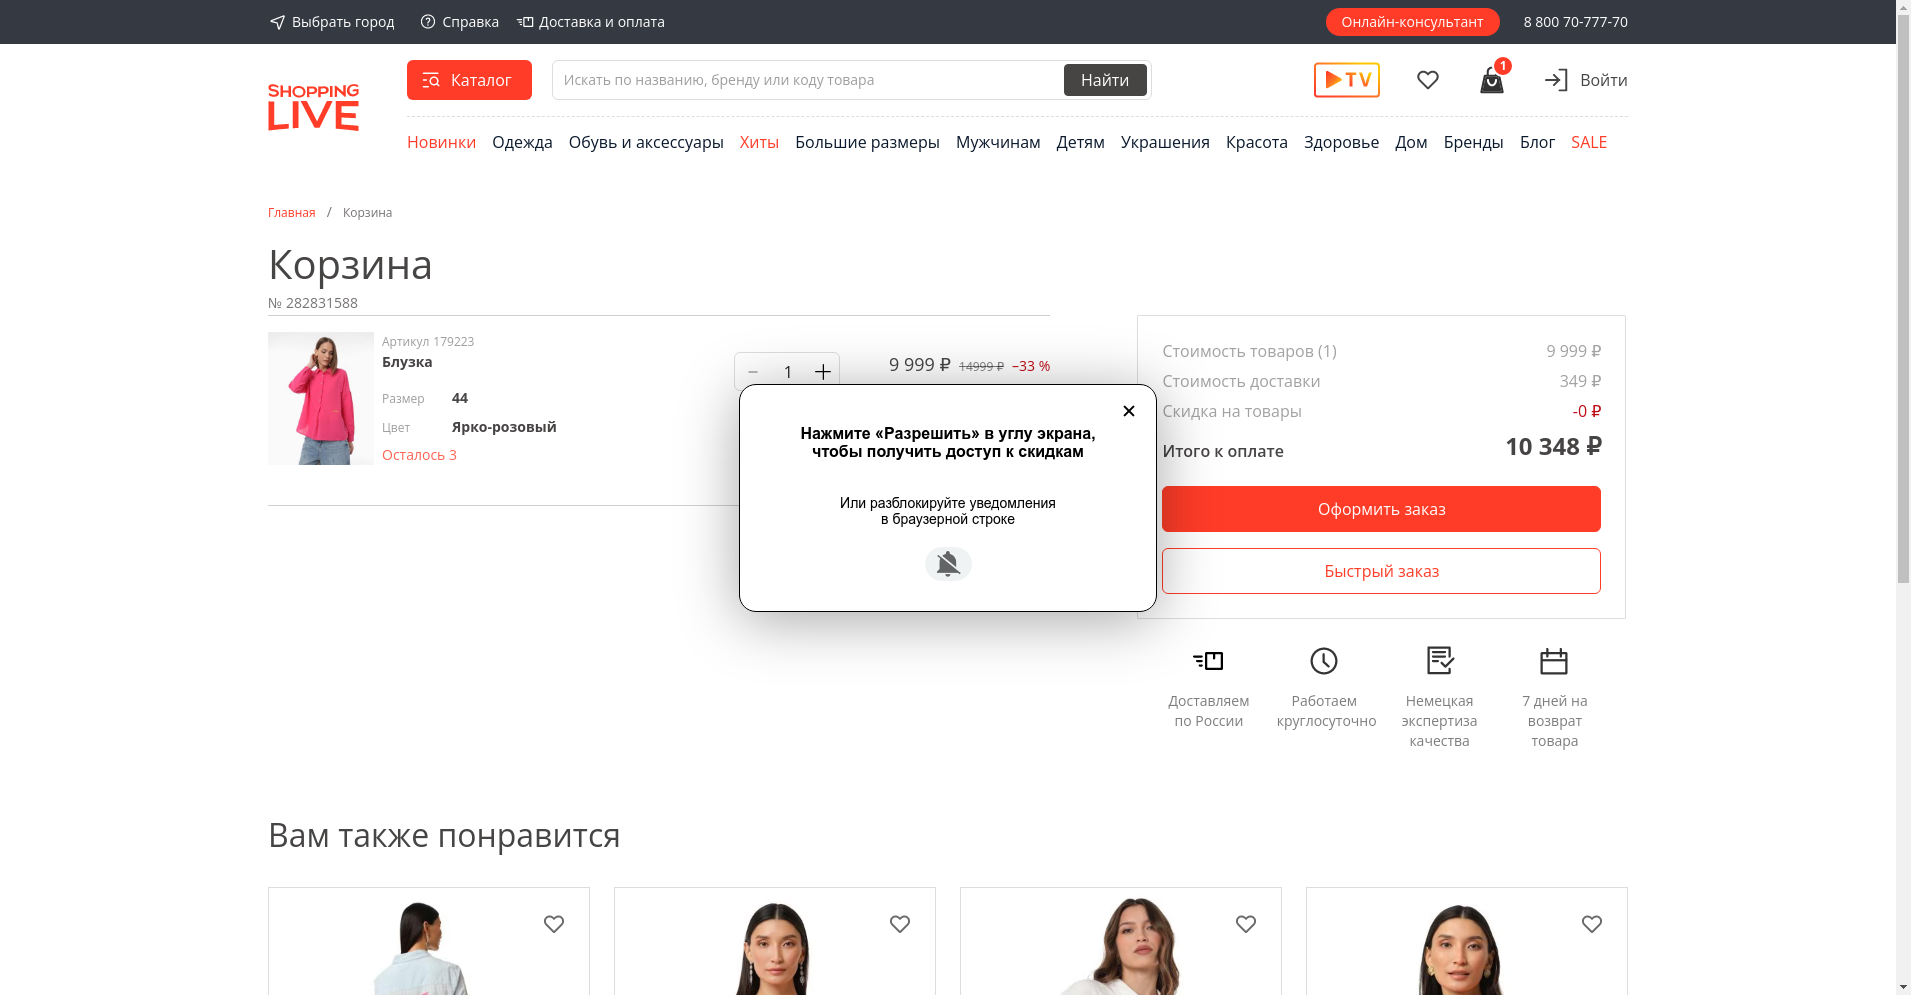 Выбрать город
Справка
Доставка и оплата
Онлайн-консультант
8 800 70-777-70
SHOPPING
LIVE
Каталог
Искать по названию, бренду или коду товара
Найти
TV
1
Войти
Новинки
Одежда
Обувь и аксессуары
Хиты
Большие размеры
Мужчинам
Детям
Украшения
Красота
Здоровье
Дом
Бренды
Блог
SALE
Главная / Корзина
Корзина
№ 282831588
Артикул 179223
Блузка
Размер 44
Цвет Ярко-розовый
Осталось 3
− 1 +
9 999 ₽ 14999 ₽ −33 %
Нажмите «Разрешить» в углу экрана,
чтобы получить доступ к скидкам
Или разблокируйте уведомления
в браузерной строке
Стоимость товаров (1) 9 999 ₽
Стоимость доставки 349 ₽
Скидка на товары -0 ₽
Итого к оплате 10 348 ₽
Оформить заказ
Быстрый заказ
Доставляем
по России
Работаем
круглосуточно
Немецкая
экспертиза
качества
7 дней на
возврат
товара
Вам также понравится